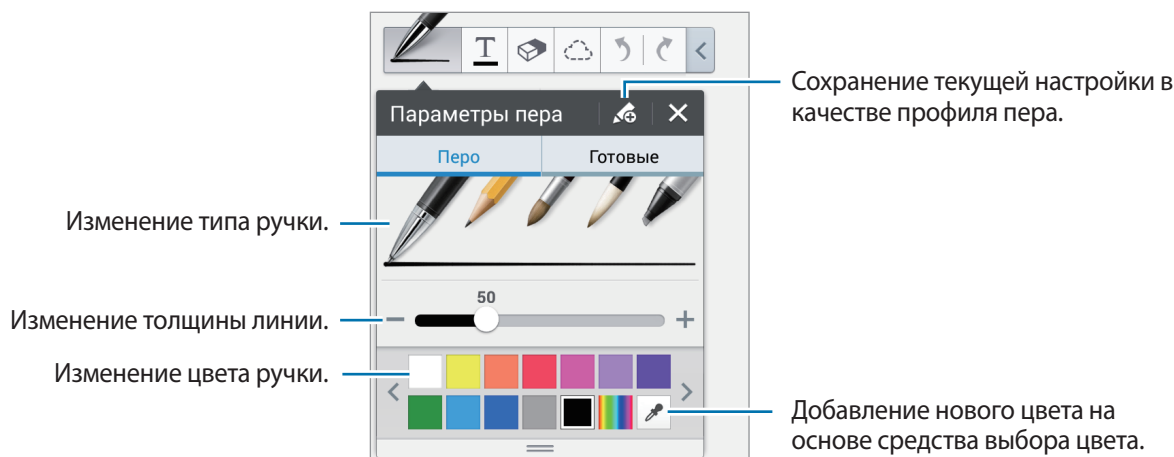 T
Параметры пера
Перо
Готовые
50
Изменение типа ручки.
Изменение толщины линии.
Изменение цвета ручки.
Сохранение текущей настройки в
качестве профиля пера.
Добавление нового цвета на
основе средства выбора цвета.